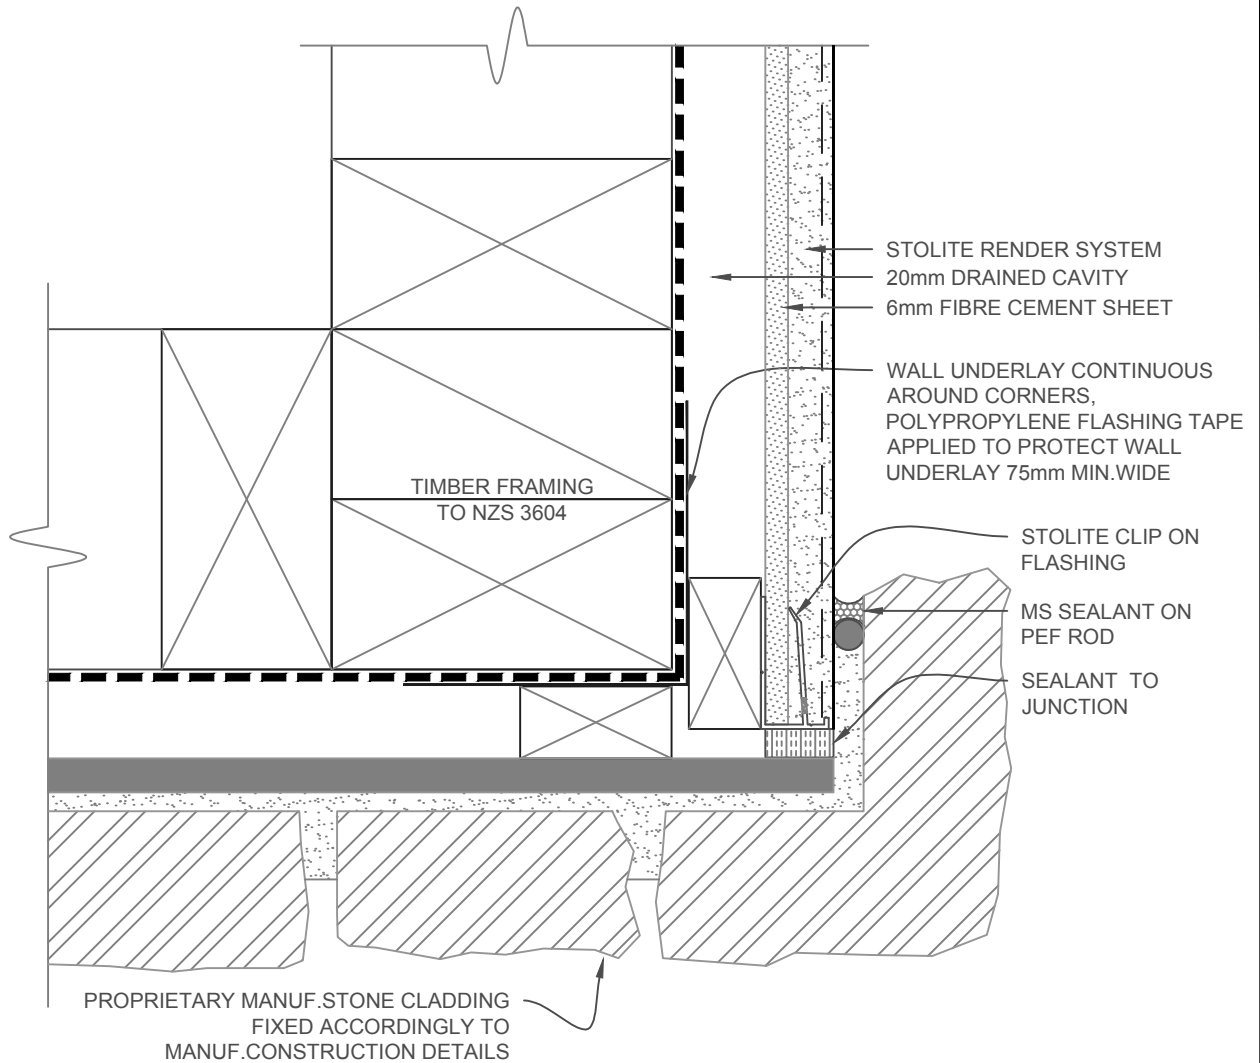 STOLITE RENDER SYSTEM
20mm DRAINED CAVITY
6mm FIBRE CEMENT SHEET
WALL UNDERLAY CONTINUOUS
AROUND CORNERS,
POLYPROPYLENE FLASHING TAPE
APPLIED TO PROTECT WALL
UNDERLAY 75mm MIN.WIDE
TIMBER FRAMING
TO NZS 3604
STOLITE CLIP ON
FLASHING
MS SEALANT ON
PEF ROD
SEALANT TO
JUNCTION
PROPRIETARY MANUF.STONE CLADDING
FIXED ACCORDINGLY TO
MANUF.CONSTRUCTION DETAILS